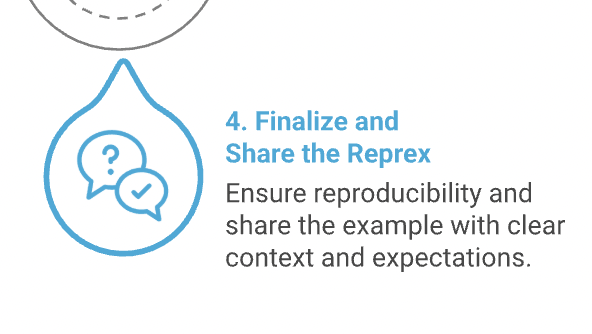 4. Finalize and
Share the Reprex
Ensure reproducibility and
share the example with clear
context and expectations.